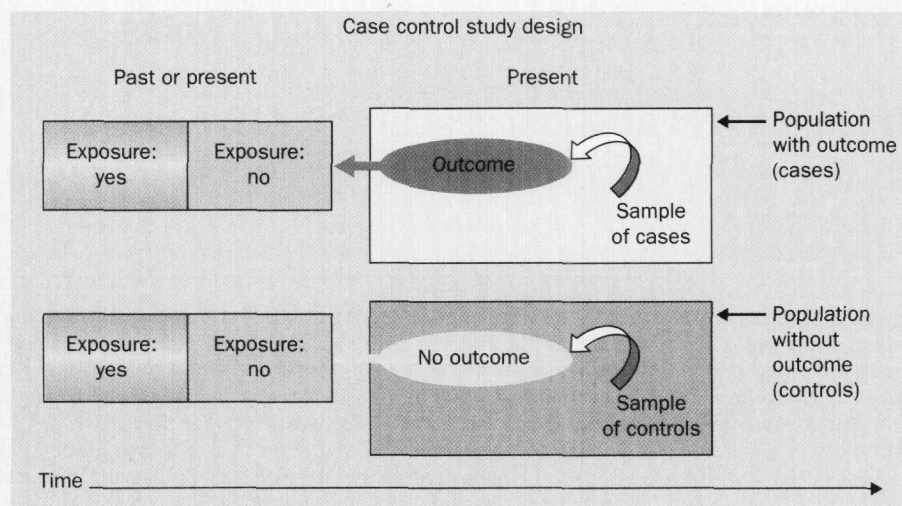 Case control study design
Past or present
Present
Exposure:
yes
Exposure:
no
Outcome
Sample
of cases
Population
with outcome
(cases)
Exposure:
yes
Exposure:
no
No outcome
Sample
of controls
Population
without
outcome
(controls)
Time